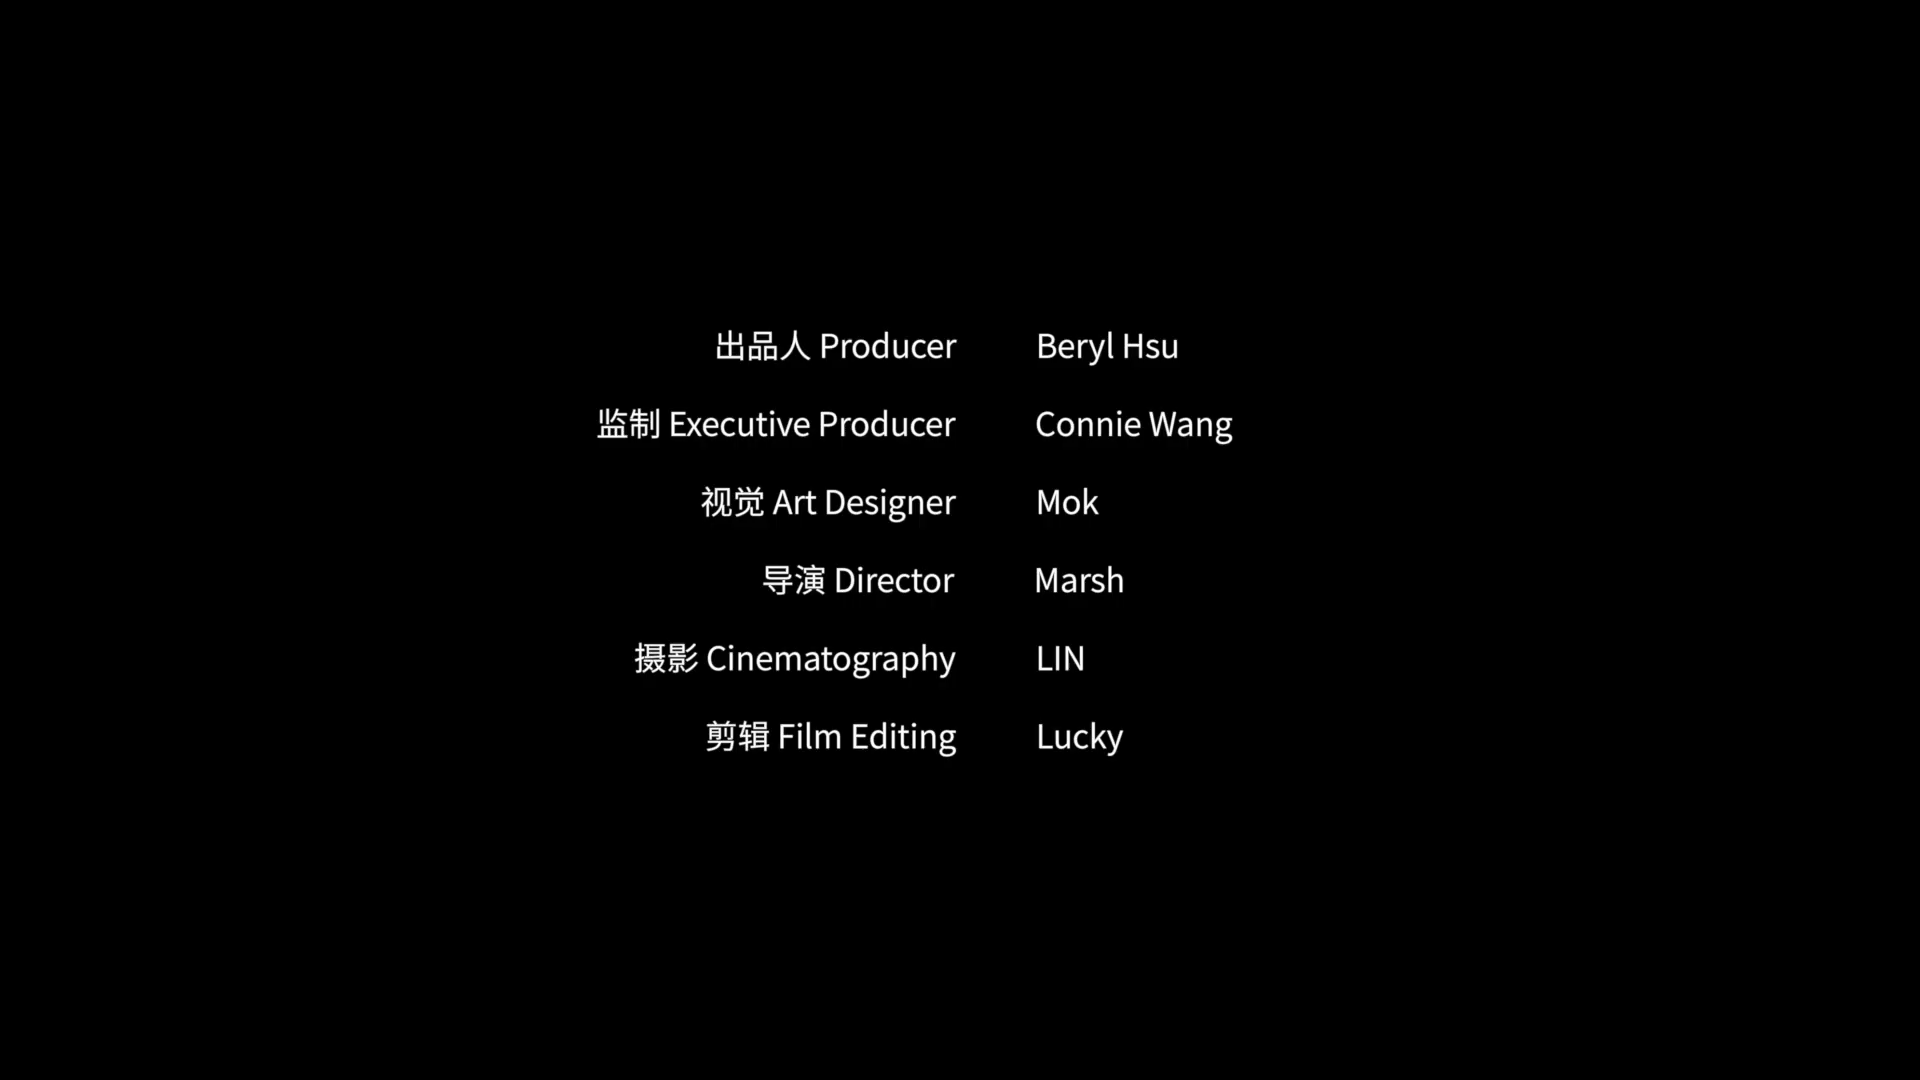 出品人 Producer Beryl Hsu
监制 Executive Producer Connie Wang
视觉 Art Designer Mok
导演 Director Marsh
摄影 Cinematography LIN
剪辑 Film Editing Lucky